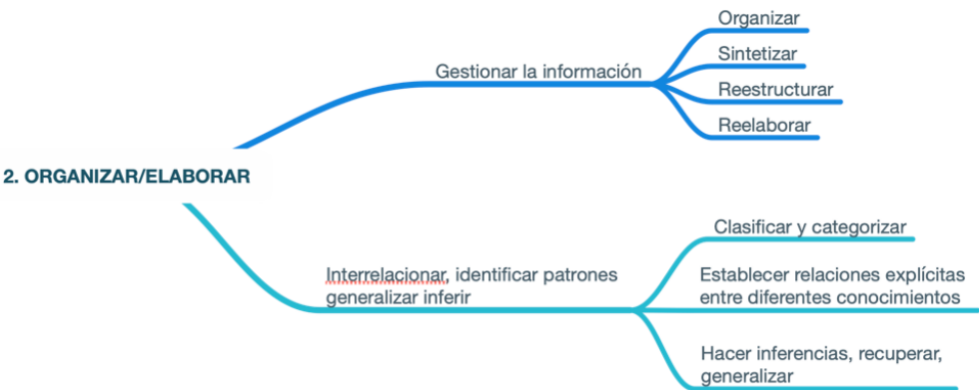 2. ORGANIZAR/ELABORAR
Gestionar la información
Organizar
Sintetizar
Reestructurar
Reelaborar
Interrelacionar, identificar patrones
generalizar inferir
Clasificar y categorizar
Establecer relaciones explícitas
entre diferentes conocimientos
Hacer inferencias, recuperar,
generalizar